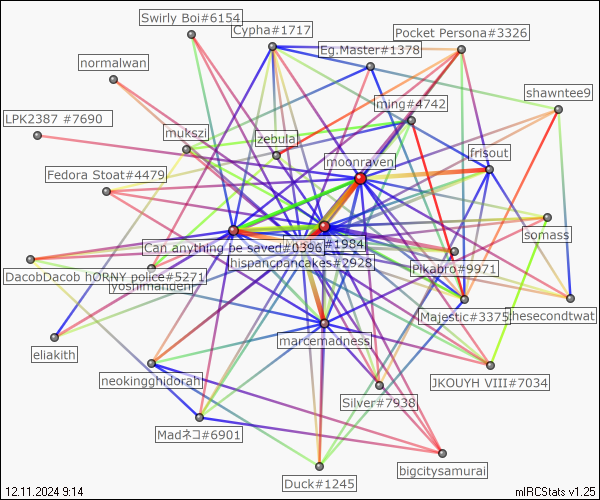 Swirly Boi#6154
Cypha#1717
Pocket Persona#3326
Eg.Master#1378
normalwan
shawntee9
ming#4742
LPK2387 #7690
mukszi
zebula
frisout
moonraven
Fedora Stoat#4479
somass
Can anything be saved#0396
#1984
hispancpancakes#2928
Pikabro#9971
DacobDacob hORNY police#5271
yoshimanden
Majestic#3375
thesecondtwat
eliakith
marcemadness
neokingghidorah
JKOUYH VIII#7034
Silver#7938
Madネコ#6901
bigcitysamurai
Duck#1245
12.11.2024 9:14
mIRCStats v1.25